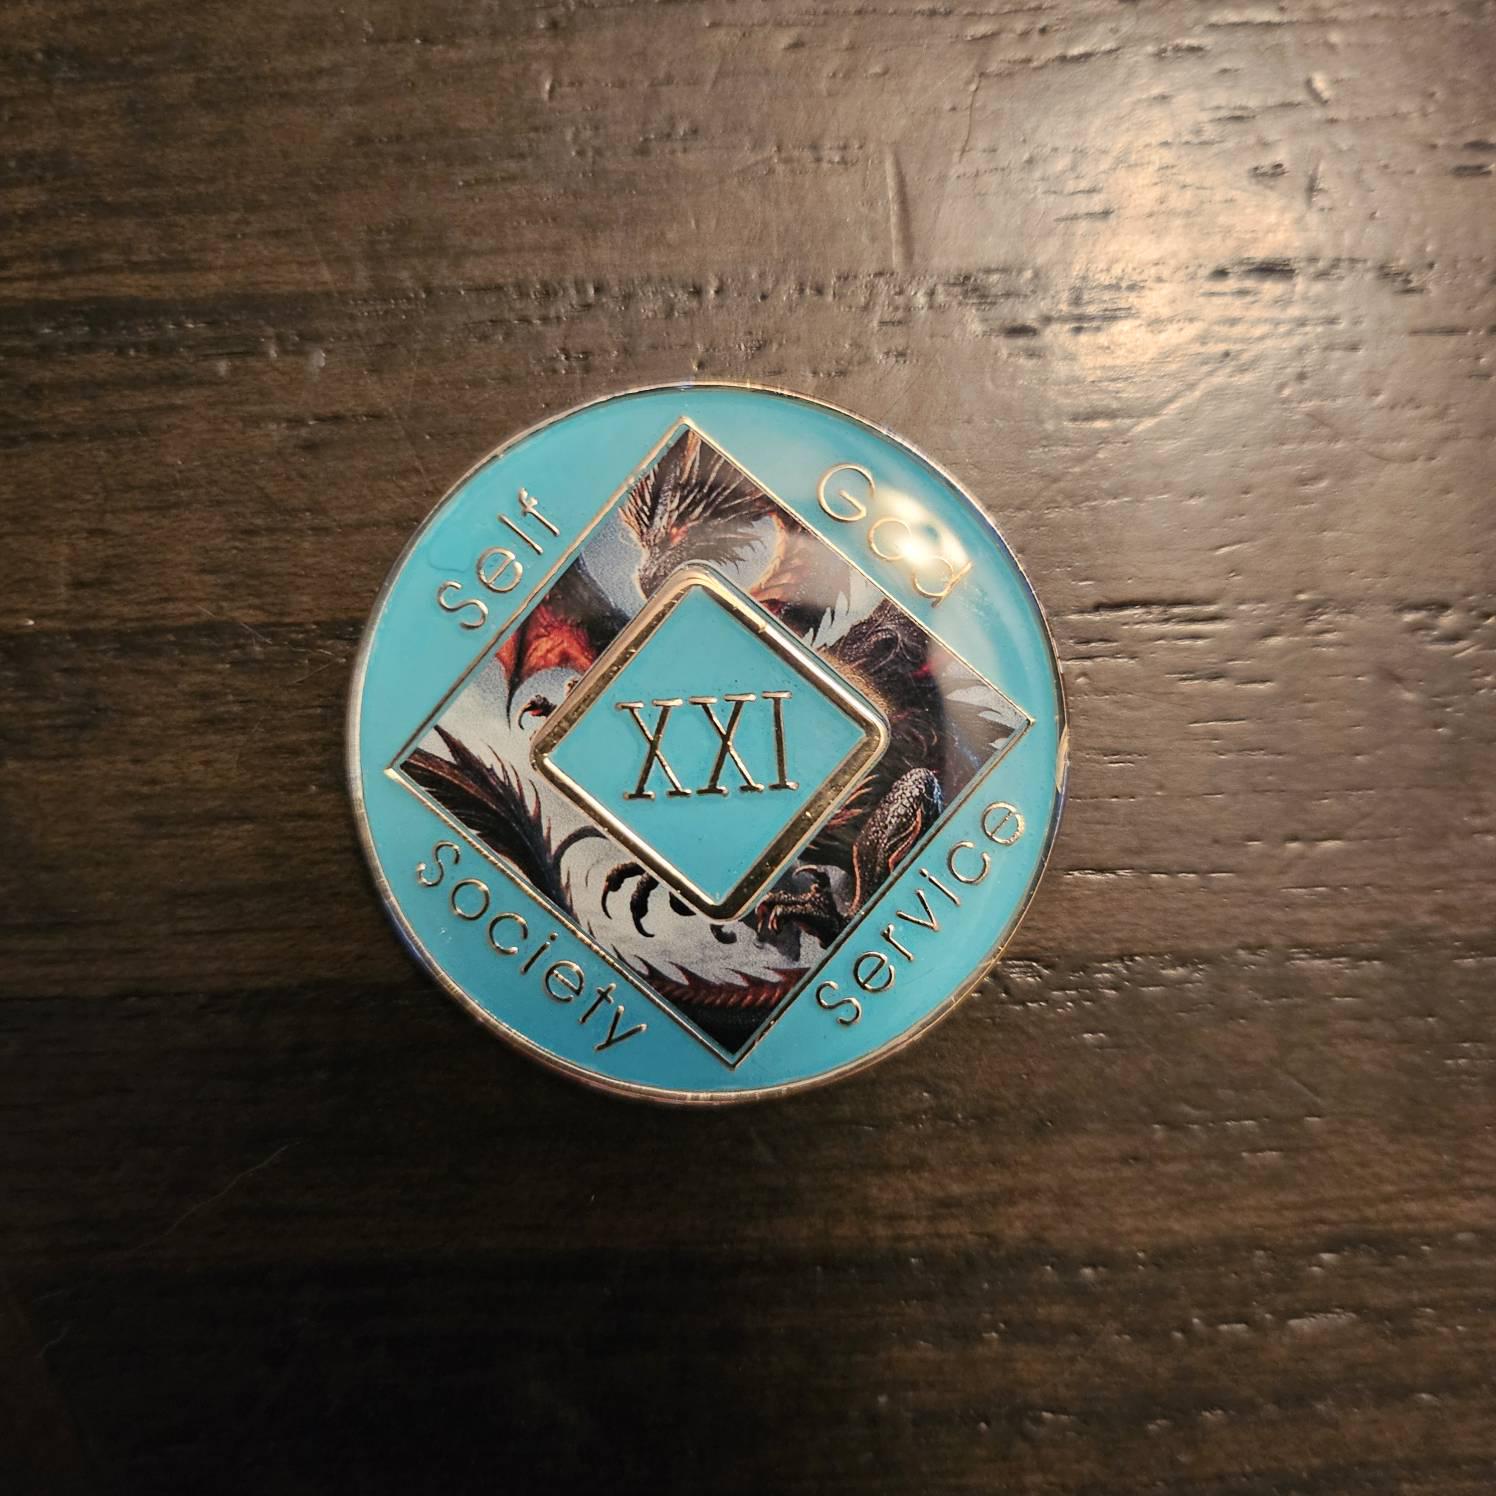 Self
God
XXI
Society
Service